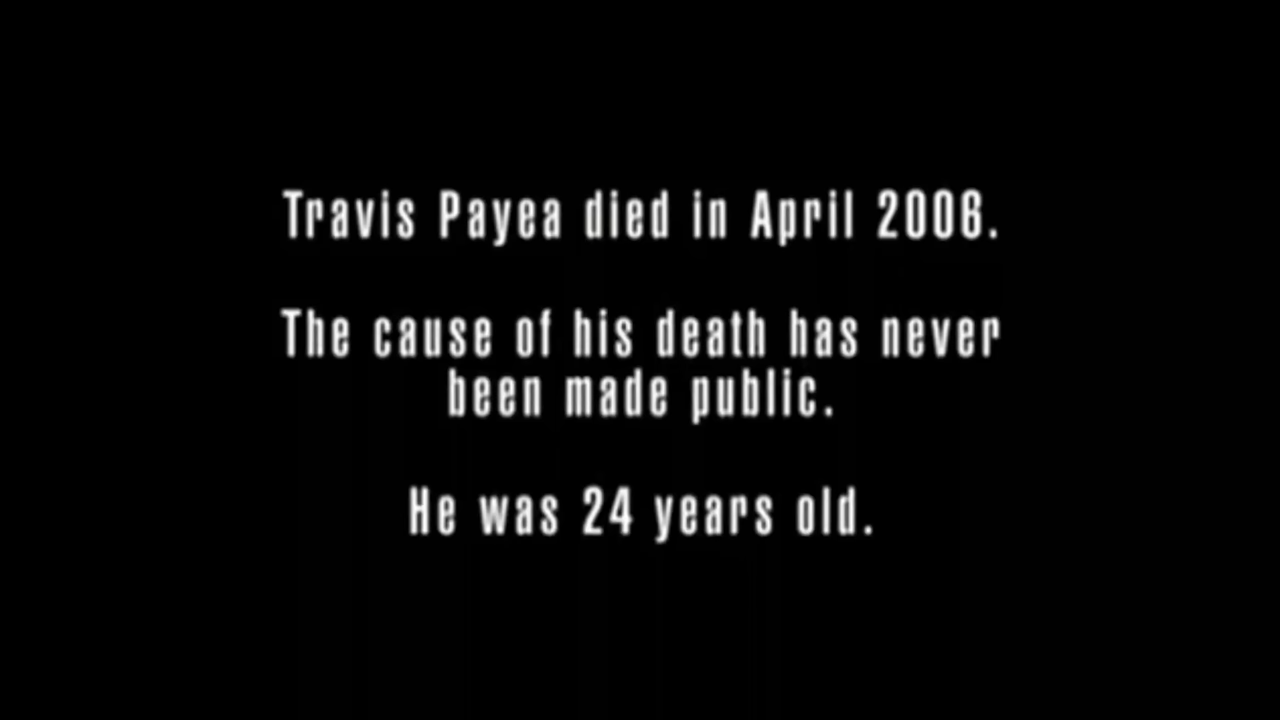 Travis Payea died in April 2006.
The cause of his death has never
been made public.
He was 24 years old.